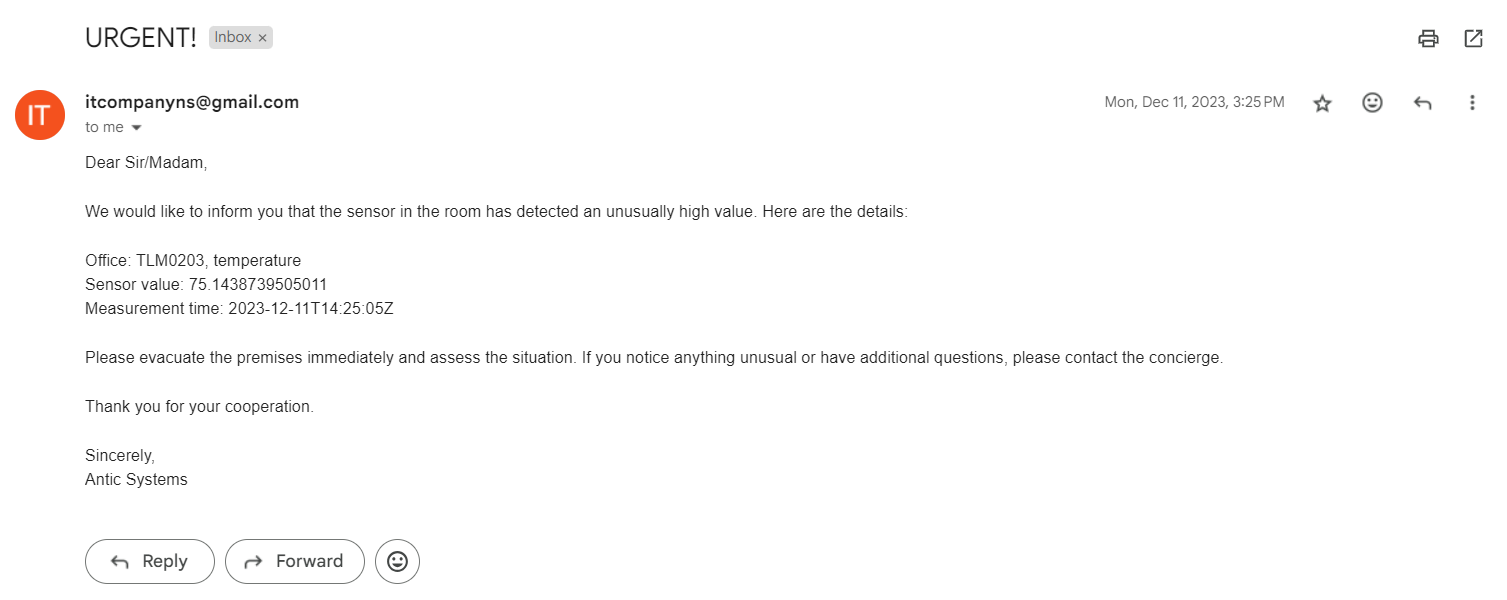 URGENT! Inbox ×
IT
itcompanyns@gmail.com Mon, Dec 11, 2023, 3:25 PM
to me
Dear Sir/Madam,
We would like to inform you that the sensor in the room has detected an unusually high value. Here are the details:
Office: TLM0203, temperature
Sensor value: 75.1438739505011
Measurement time: 2023-12-11T14:25:05Z
Please evacuate the premises immediately and assess the situation. If you notice anything unusual or have additional questions, please contact the concierge.
Thank you for your cooperation.
Sincerely,
Antic Systems
Reply Forward